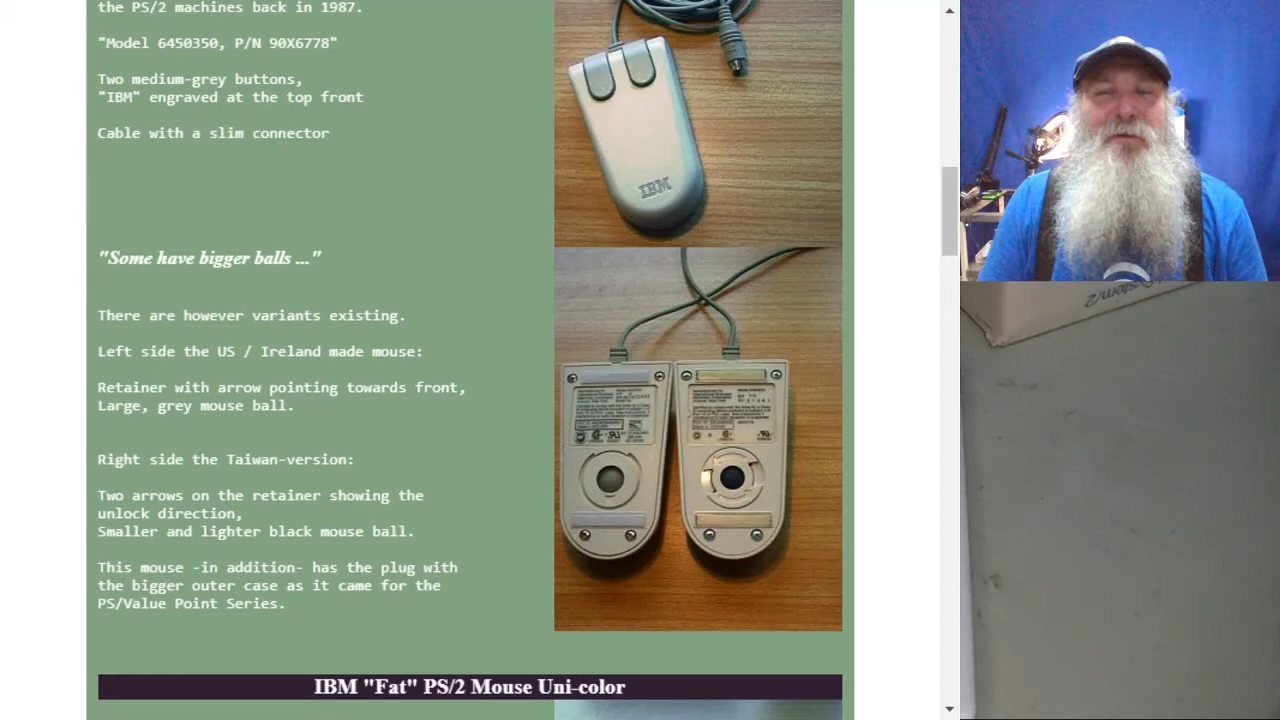 the PS/2 machines back in 1987.
"Model 6450350, P/N 90X6778"
Two medium-grey buttons,
"IBM" engraved at the top front
Cable with a slim connector
IBM
"Some have bigger balls ..."
There are however variants existing.
Left side the US / Ireland made mouse:
Retainer with arrow pointing towards front,
Large, grey mouse ball.
Right side the Taiwan-version:
Two arrows on the retainer showing the
unlock direction,
Smaller and lighter black mouse ball.
This mouse -in addition- has the plug with
the bigger outer case as it came for the
PS/Value Point Series.
IBM "Fat" PS/2 Mouse Uni-color